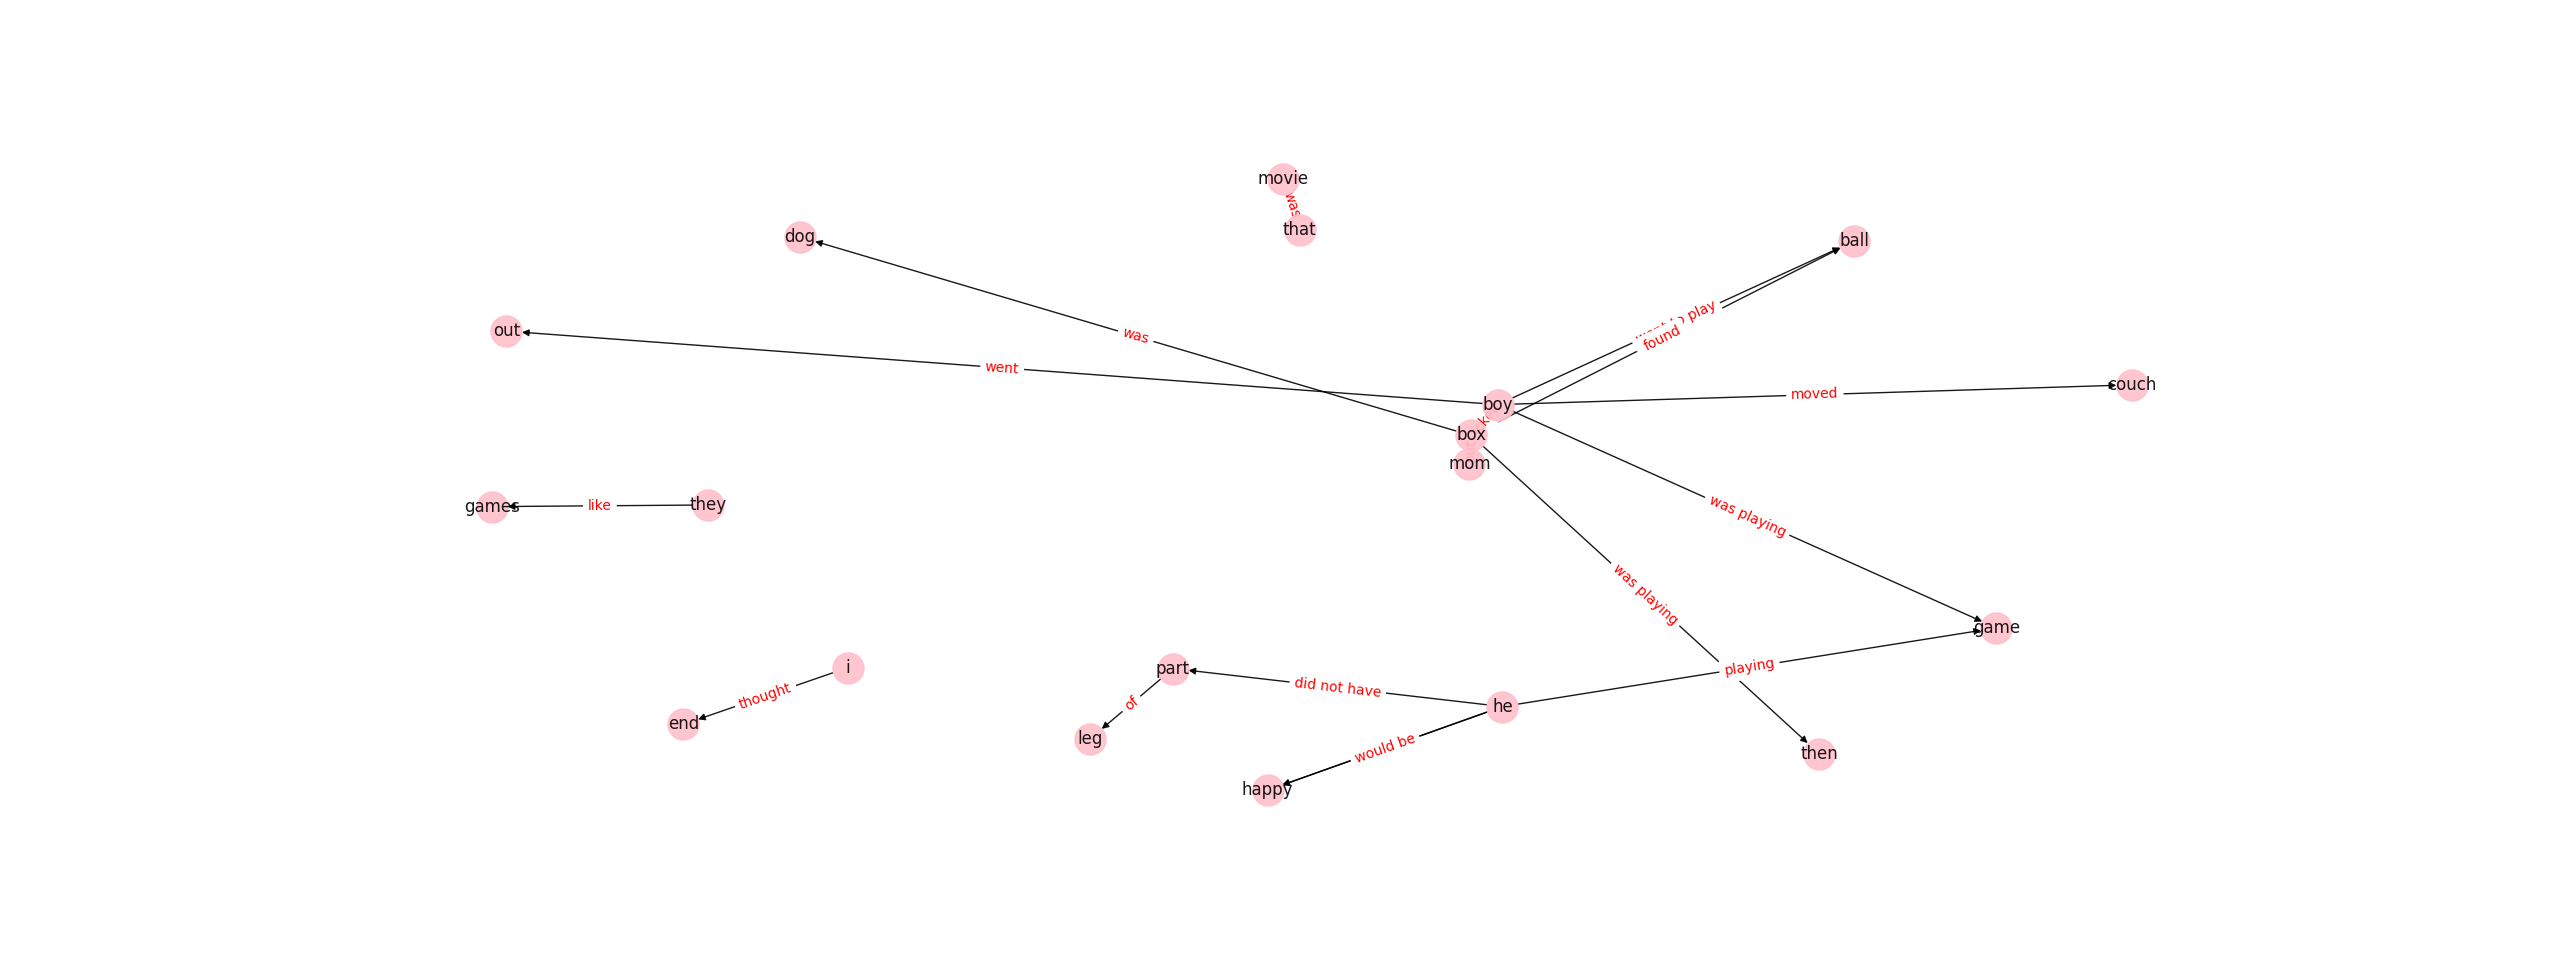 movie
was
that
dog
ball
play
found
out
was
went
couch
moved
boy
box
mom
games
like
they
was playing
was playing
game
i
thought
end
part
did not have
playing
of
leg
he
would be
happy
then